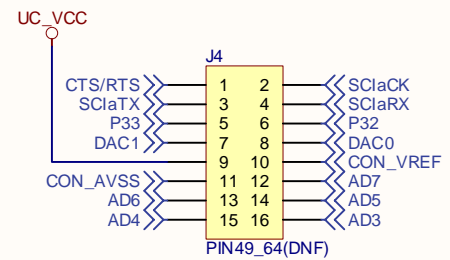 UC_VCC
J4
CTS/RTS 1 2 SCIaCK
SCIaTX 3 4 SCIaRX
P33 5 6 P32
DAC1 7 8 DAC0
9 10 CON_VREF
CON_AVSS 11 12 AD7
AD6 13 14 AD5
AD4 15 16 AD3
PIN49_64(DNF)